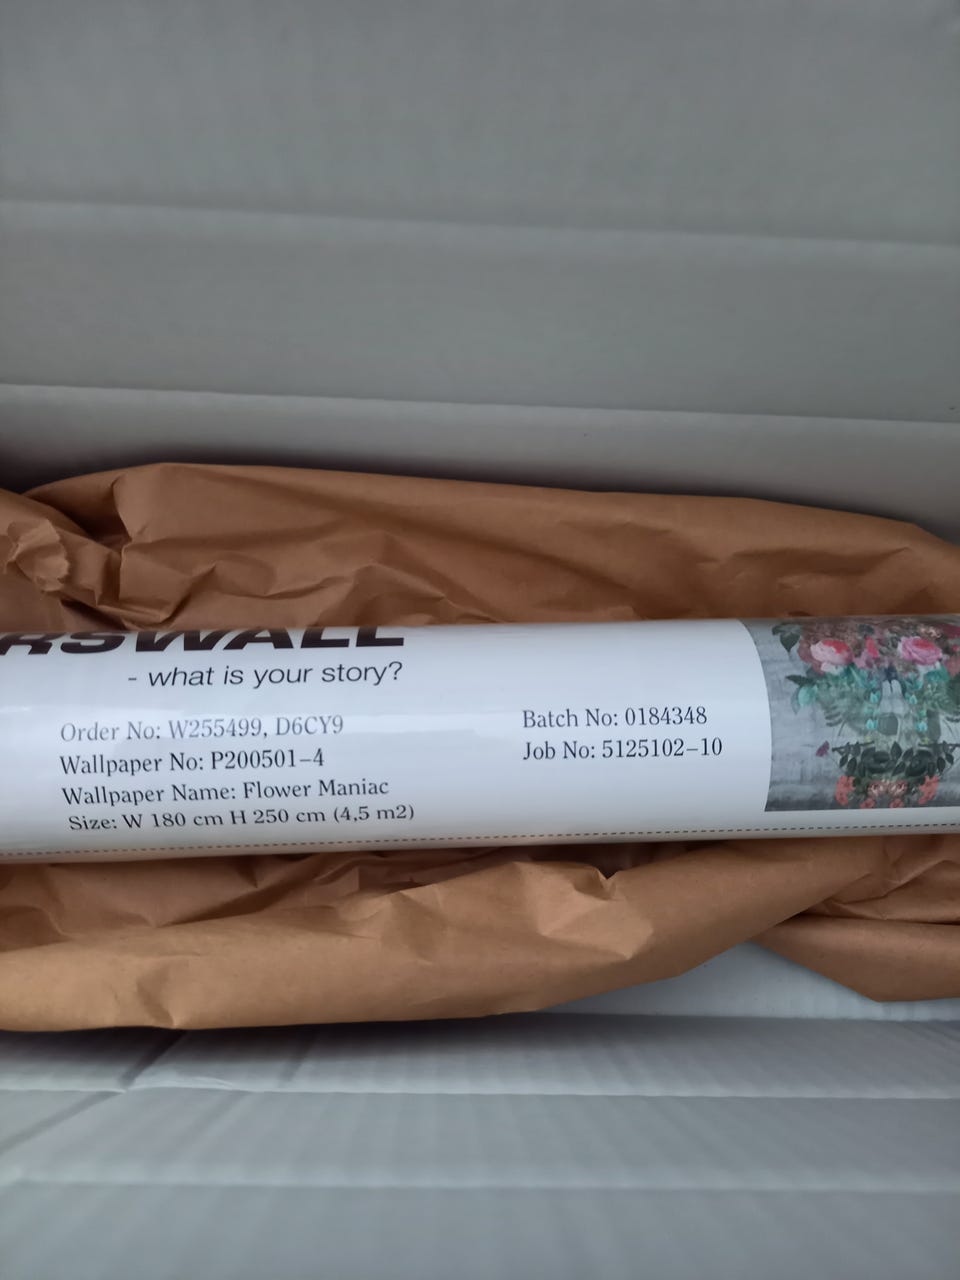 RSWALL
- what is your story?
Order No: W255499, D6CY9
Wallpaper No: P200501-4
Wallpaper Name: Flower Maniac
Size: W 180 cm H 250 cm (4,5 m2)
Batch No: 0184348
Job No: 5125102-10